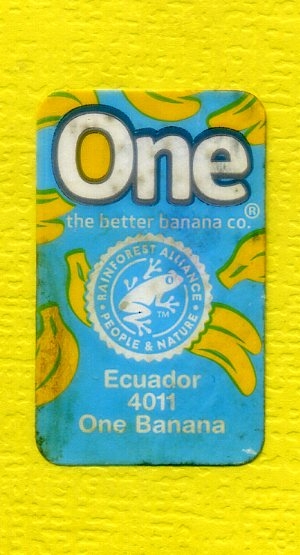 One
the better banana co.®
• RAINFOREST ALLIANCE •
PEOPLE & NATURE
™
Ecuador
4011
One Banana